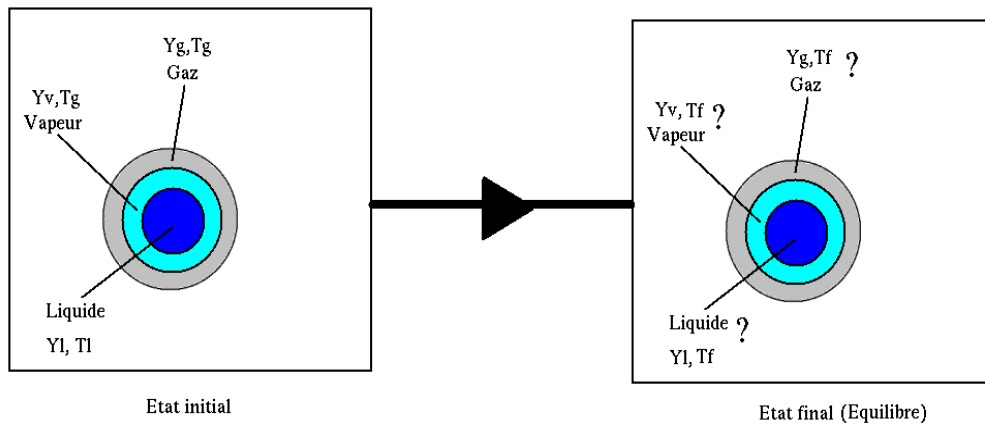 Yg,Tg
Gaz
Yv,Tg
Vapeur
Liquide
Yl, Tl
Etat initial
Yg,Tf ?
Gaz
Yv, Tf ?
Vapeur
Liquide ?
Yl, Tf
Etat final (Equilibre)